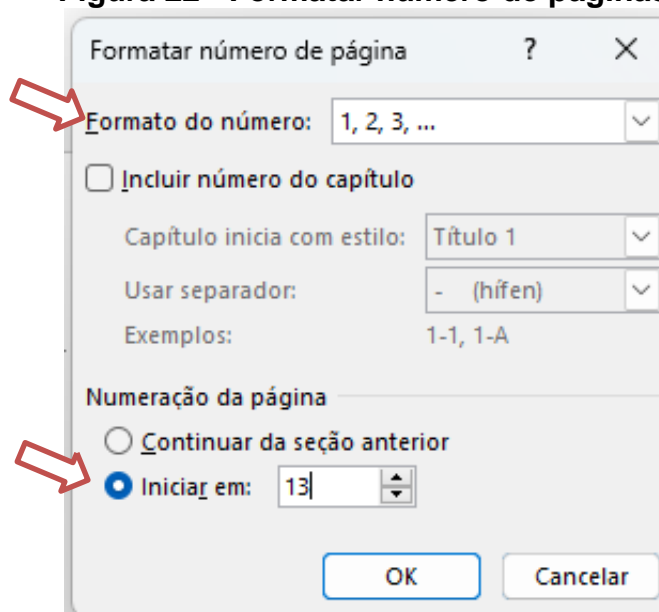 Formatar número de página ? ✕
Formato do número: 1, 2, 3, ...
Incluir número do capítulo
Capítulo inicia com estilo: Título 1
Usar separador: - (hífen)
Exemplos: 1-1, 1-A
Numeração da página
Continuar da seção anterior
Iniciar em: 13
OK Cancelar